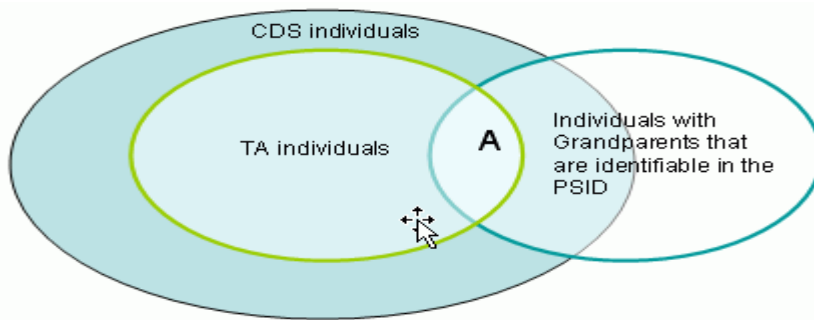 CDS individuals
TA individuals
A
Individuals with
Grandparents that
are identifiable in the
PSID